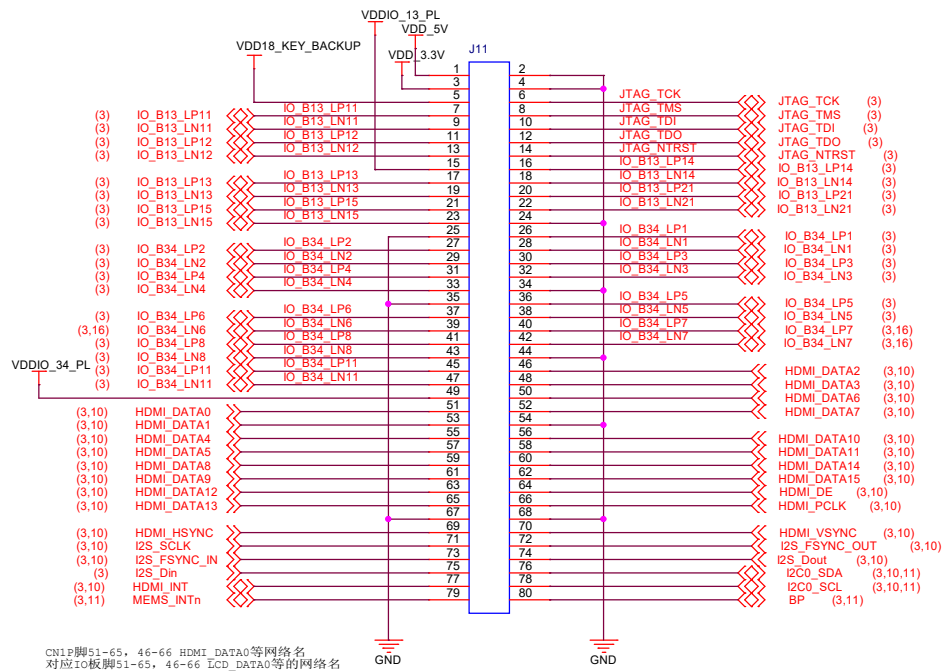 VDDIO_13_PL
VDD_5V
VDD18_KEY_BACKUP
VDD_3.3V
J11
1 2
3 4
5 6 JTAG_TCK JTAG_TCK (3)
(3) IO_B13_LP11 IO_B13_LP11 7 8 JTAG_TMS JTAG_TMS (3)
(3) IO_B13_LN11 IO_B13_LN11 9 10 JTAG_TDI JTAG_TDI (3)
(3) IO_B13_LP12 IO_B13_LP12 11 12 JTAG_TDO JTAG_TDO (3)
(3) IO_B13_LN12 IO_B13_LN12 13 14 JTAG_NTRST JTAG_NTRST (3)
15 16 IO_B13_LP14 IO_B13_LP14 (3)
(3) IO_B13_LP13 IO_B13_LP13 17 18 IO_B13_LN14 IO_B13_LN14 (3)
(3) IO_B13_LN13 IO_B13_LN13 19 20 IO_B13_LP21 IO_B13_LP21 (3)
(3) IO_B13_LP15 IO_B13_LP15 21 22 IO_B13_LN21 IO_B13_LN21 (3)
(3) IO_B13_LN15 IO_B13_LN15 23 24
25 26 IO_B34_LP1 IO_B34_LP1 (3)
(3) IO_B34_LP2 IO_B34_LP2 27 28 IO_B34_LN1 IO_B34_LN1 (3)
(3) IO_B34_LN2 IO_B34_LN2 29 30 IO_B34_LP3 IO_B34_LP3 (3)
(3) IO_B34_LP4 IO_B34_LP4 31 32 IO_B34_LN3 IO_B34_LN3 (3)
(3) IO_B34_LN4 IO_B34_LN4 33 34
35 36 IO_B34_LP5 IO_B34_LP5 (3)
(3) IO_B34_LP6 IO_B34_LP6 37 38 IO_B34_LN5 IO_B34_LN5 (3)
(3,16) IO_B34_LN6 IO_B34_LN6 39 40 IO_B34_LP7 IO_B34_LP7 (3,16)
(3) IO_B34_LP8 IO_B34_LP8 41 42 IO_B34_LN7 IO_B34_LN7 (3,16)
(3) IO_B34_LN8 IO_B34_LN8 43 44
VDDIO_34_PL
(3) IO_B34_LP11 IO_B34_LP11 45 46 HDMI_DATA2 (3,10)
(3) IO_B34_LN11 IO_B34_LN11 47 48 HDMI_DATA3 (3,10)
49 50 HDMI_DATA6 (3,10)
(3,10) HDMI_DATA0 51 52 HDMI_DATA7 (3,10)
(3,10) HDMI_DATA1 53 54
(3,10) HDMI_DATA4 55 56 HDMI_DATA10 (3,10)
(3,10) HDMI_DATA5 57 58 HDMI_DATA11 (3,10)
(3,10) HDMI_DATA8 59 60 HDMI_DATA14 (3,10)
(3,10) HDMI_DATA9 61 62 HDMI_DATA15 (3,10)
(3,10) HDMI_DATA12 63 64 HDMI_DE (3,10)
(3,10) HDMI_DATA13 65 66 HDMI_PCLK (3,10)
67 68
(3,10) HDMI_HSYNC 69 70 HDMI_VSYNC (3,10)
(3,10) I2S_SCLK 71 72 I2S_FSYNC_OUT (3,10)
(3,10) I2S_FSYNC_IN 73 74 I2S_Dout (3,10)
(3) I2S_Din 75 76 I2C0_SDA (3,10,11)
(3,10) HDMI_INT 77 78 I2C0_SCL (3,10,11)
(3,11) MEMS_INTn 79 80 BP (3,11)
GND GND
CN1P脚51-65, 46-66 HDMI_DATA0等网络名
对应IO板脚51-65, 46-66 LCD_DATA0等的网络名